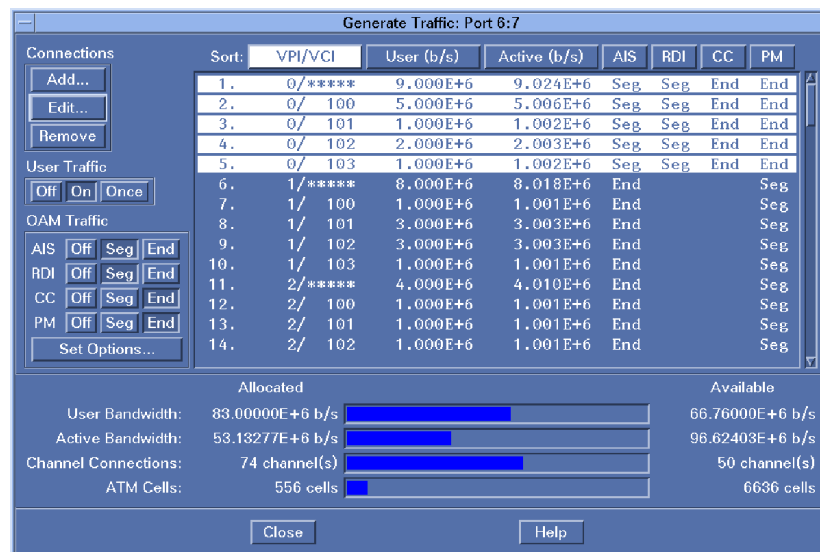 Generate Traffic: Port 6:7
Connections
Add...
Edit...
Remove
User Traffic
Off On Once
OAM Traffic
AIS Off Seg End
RDI Off Seg End
CC Off Seg End
PM Off Seg End
Set Options...
Sort: VPI/VCI User (b/s) Active (b/s) AIS RDI CC PM
1. 0/***** 9.000E+6 9.024E+6 Seg Seg End End
2. 0/ 100 5.000E+6 5.006E+6 Seg Seg End End
3. 0/ 101 1.000E+6 1.002E+6 Seg Seg End End
4. 0/ 102 2.000E+6 2.003E+6 Seg Seg End End
5. 0/ 103 1.000E+6 1.002E+6 Seg Seg End End
6. 1/***** 8.000E+6 8.018E+6 End Seg
7. 1/ 100 1.000E+6 1.001E+6 End Seg
8. 1/ 101 3.000E+6 3.003E+6 End Seg
9. 1/ 102 3.000E+6 3.003E+6 End Seg
10. 1/ 103 1.000E+6 1.001E+6 End Seg
11. 2/***** 4.000E+6 4.010E+6 End Seg
12. 2/ 100 1.000E+6 1.001E+6 End Seg
13. 2/ 101 1.000E+6 1.001E+6 End Seg
14. 2/ 102 1.000E+6 1.001E+6 End Seg
Allocated Available
User Bandwidth: 83.00000E+6 b/s 66.76000E+6 b/s
Active Bandwidth: 53.13277E+6 b/s 96.62403E+6 b/s
Channel Connections: 74 channel(s) 50 channel(s)
ATM Cells: 556 cells 6636 cells
Close Help